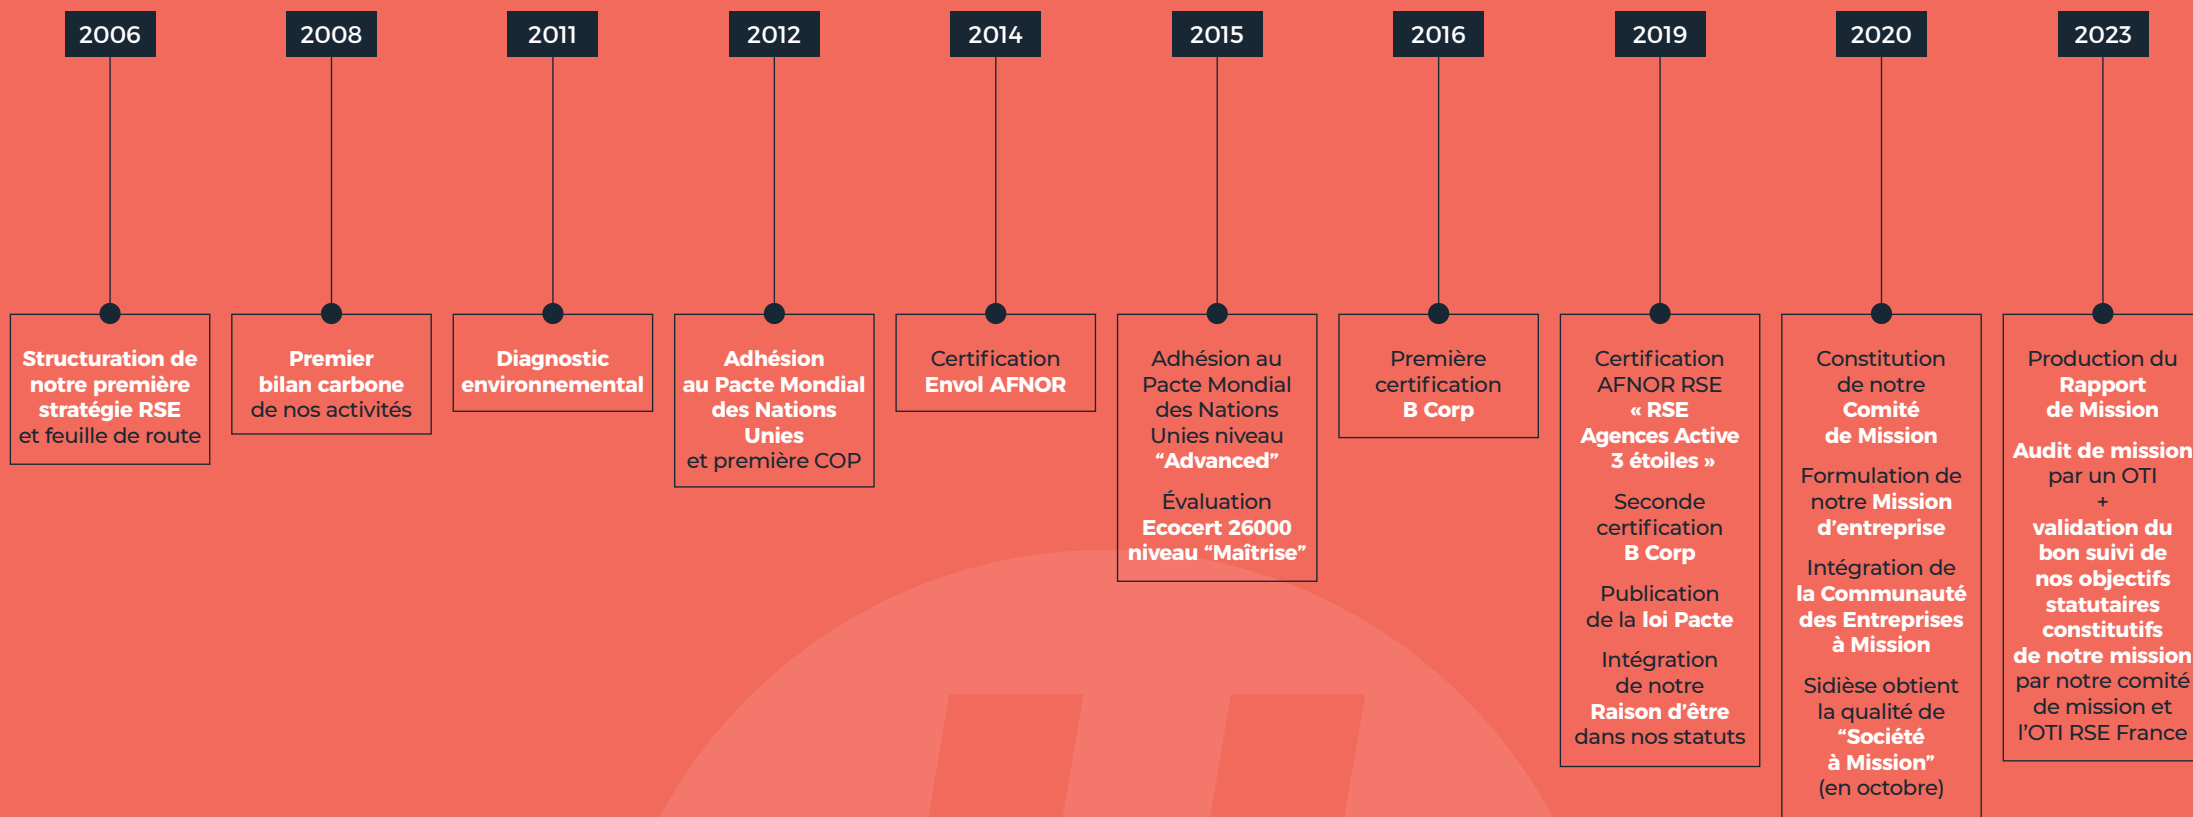 2006
Structuration de
notre première
stratégie RSE
et feuille de route
2008
Premier
bilan carbone
de nos activités
2011
Diagnostic
environnemental
2012
Adhésion
au Pacte Mondial
des Nations
Unies
et première COP
2014
Certification
Envol AFNOR
2015
Adhésion au
Pacte Mondial
des Nations
Unies niveau
“Advanced”
Évaluation
Ecocert 26000
niveau “Maîtrise”
2016
Première
certification
B Corp
2019
Certification
AFNOR RSE
« RSE
Agences Active
3 étoiles »
Seconde
certification
B Corp
Publication
de la loi Pacte
Intégration
de notre
Raison d’être
dans nos statuts
2020
Constitution
de notre
Comité
de Mission
Formulation de
notre Mission
d’entreprise
Intégration de
la Communauté
des Entreprises
à Mission
Sidièse obtient
la qualité de
“Société
à Mission”
(en octobre)
2023
Production du
Rapport
de Mission
Audit de mission
par un OTI
+
validation du
bon suivi de
nos objectifs
statutaires
constitutifs
de notre mission
par notre comité
de mission et
l’OTI RSE France